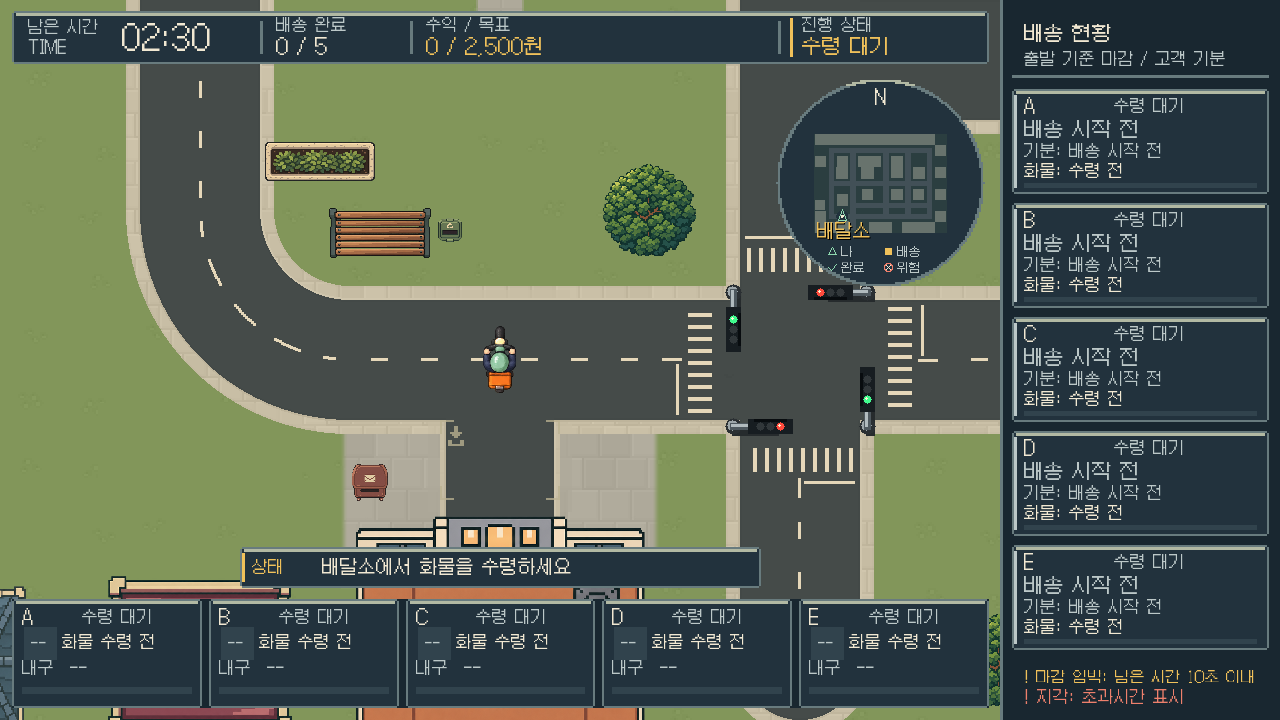 남은 시간
TIME
02:30
배송 완료
0 / 5
수익 / 목표
0 / 2,500원
진행 상태
수령 대기
N
배달소
나
배송
완료
위험
배송 현황
출발 기준 마감 / 고객 기분
A 수령 대기
배송 시작 전
기분: 배송 시작 전
화물: 수령 전
B 수령 대기
배송 시작 전
기분: 배송 시작 전
화물: 수령 전
C 수령 대기
배송 시작 전
기분: 배송 시작 전
화물: 수령 전
D 수령 대기
배송 시작 전
기분: 배송 시작 전
화물: 수령 전
E 수령 대기
배송 시작 전
기분: 배송 시작 전
화물: 수령 전
! 마감 임박: 남은 시간 10초 이내
! 지각: 초과시간 표시
상태 배달소에서 화물을 수령하세요
A 수령 대기
-- 화물 수령 전
내구 --
B 수령 대기
-- 화물 수령 전
내구 --
C 수령 대기
-- 화물 수령 전
내구 --
D 수령 대기
-- 화물 수령 전
내구 --
E 수령 대기
-- 화물 수령 전
내구 --